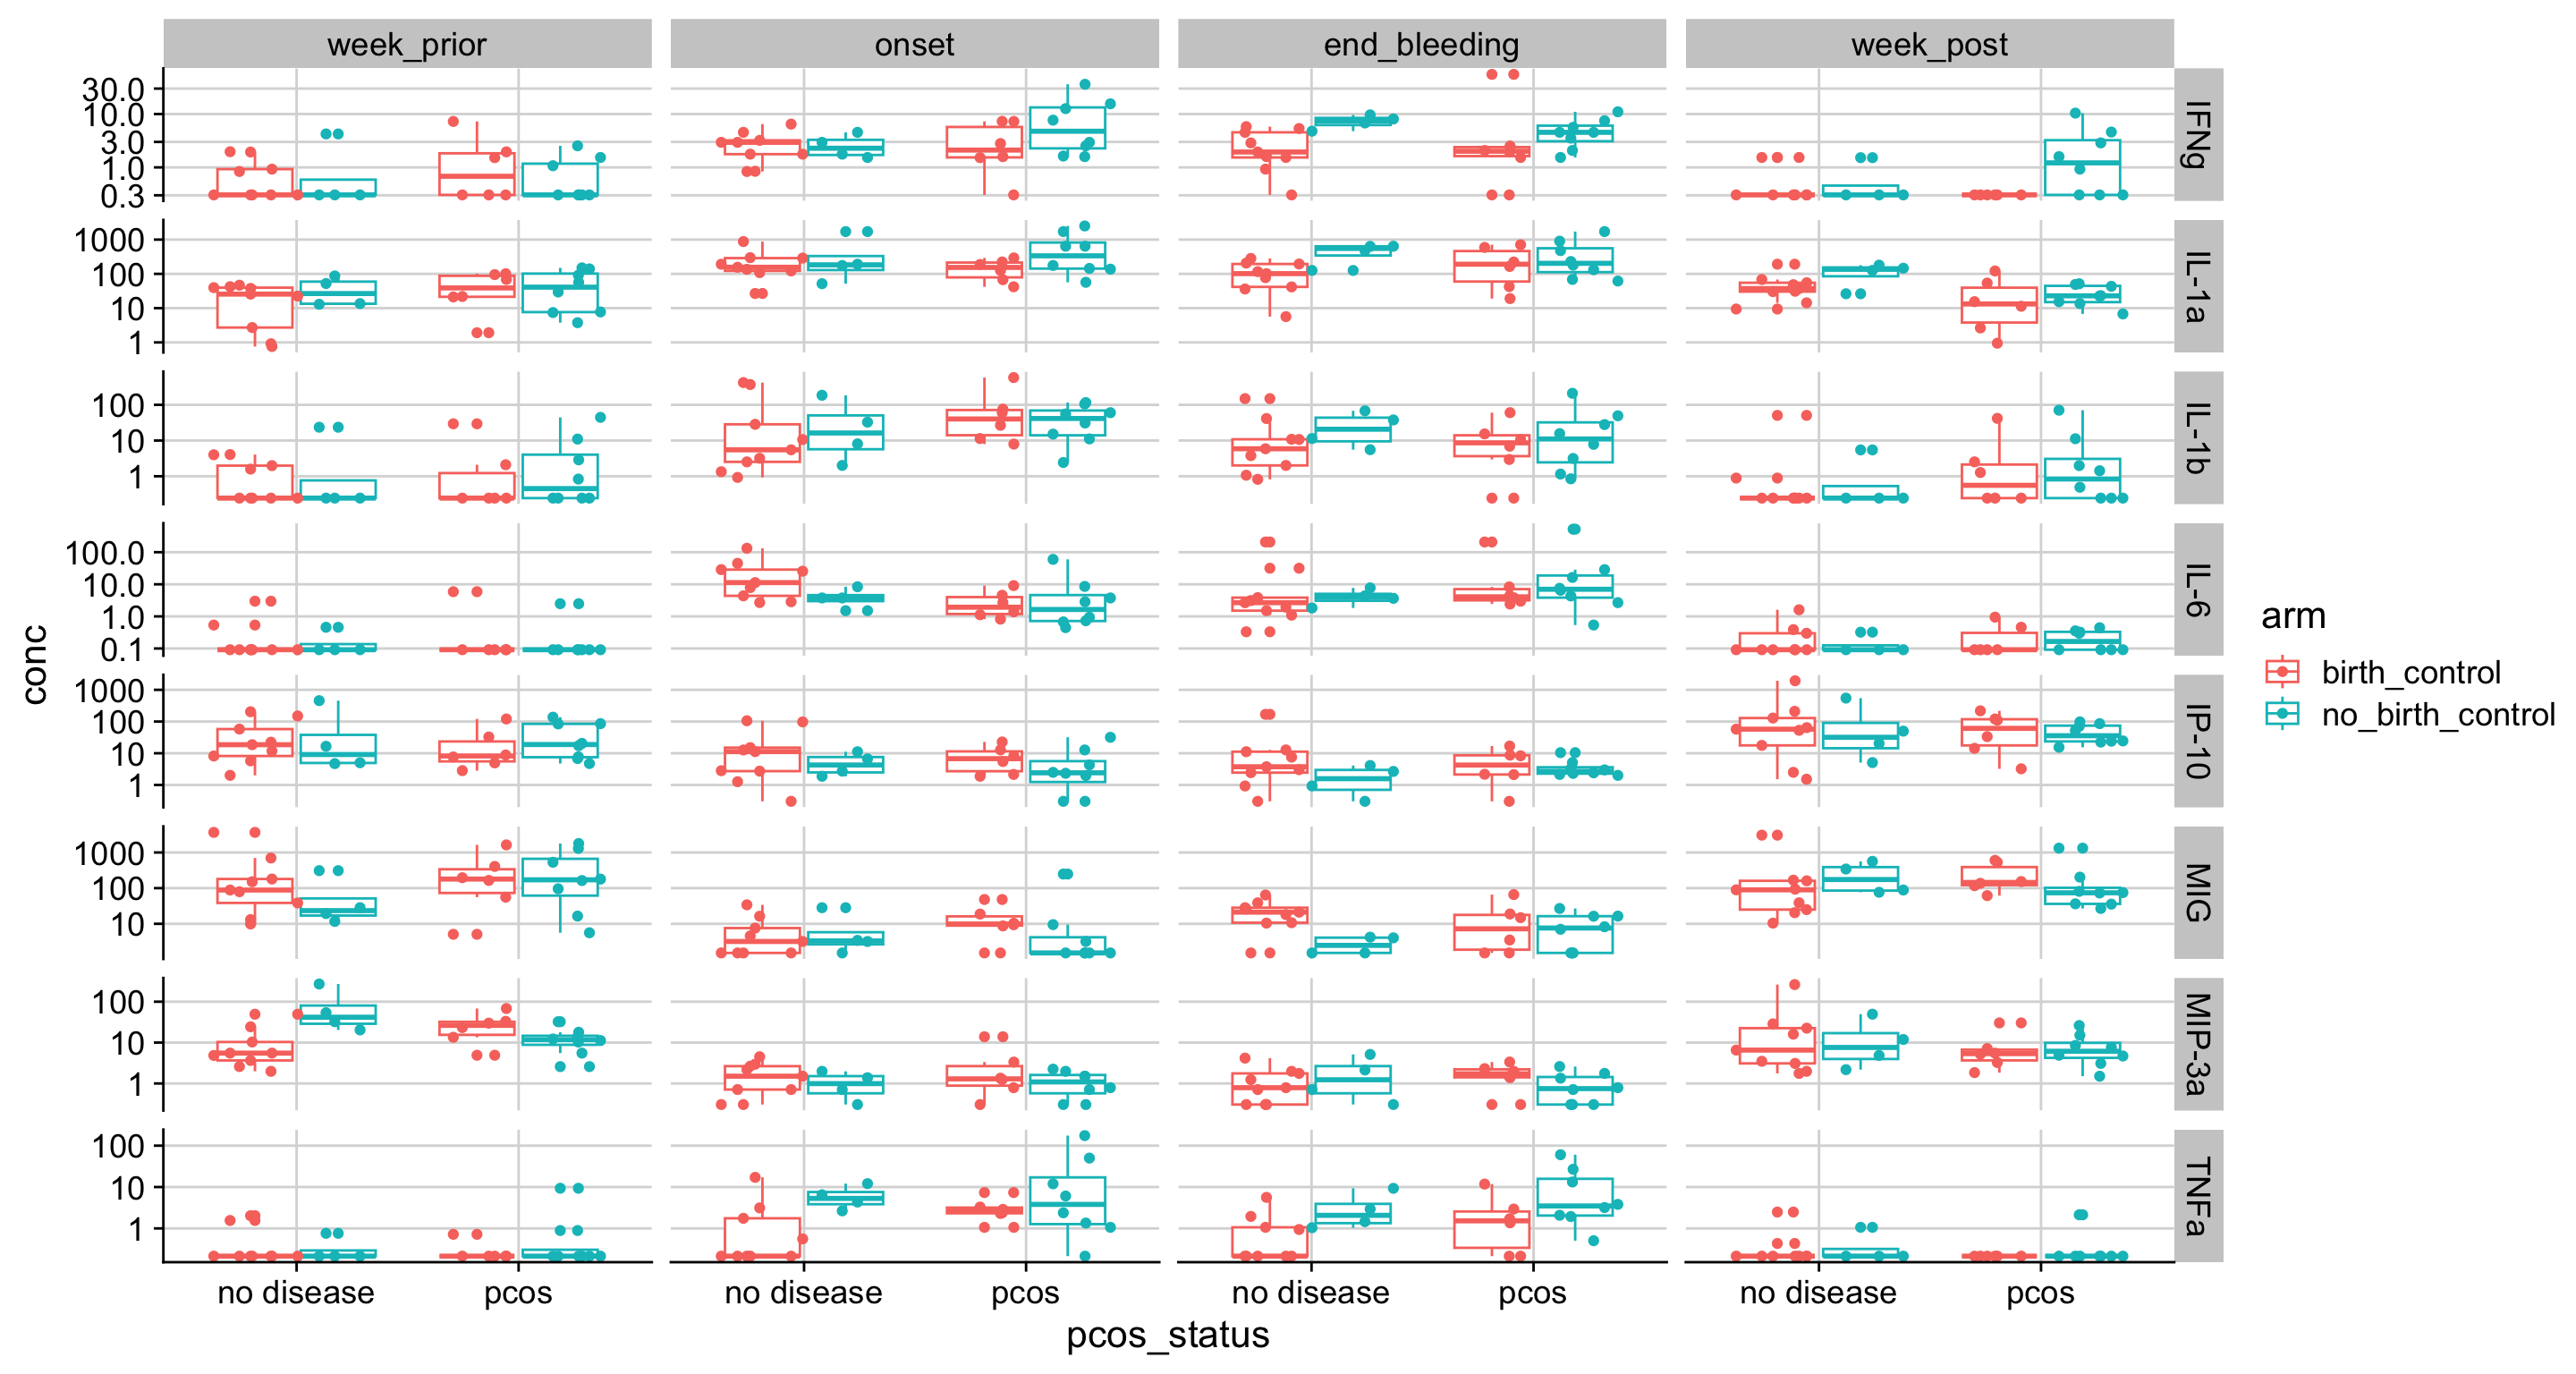 week_prior onset end_bleeding week_post
30.0
10.0
3.0
1.0
0.3
IFNg
1000
100
10
1
IL-1a
100
10
1
IL-1b
100.0
10.0
1.0
0.1
IL-6
1000
100
10
1
IP-10
1000
100
10
MIG
100
10
1
MIP-3a
100
10
1
TNFa
conc
no disease pcos no disease pcos no disease pcos no disease pcos
pcos_status
arm
birth_control
no_birth_control